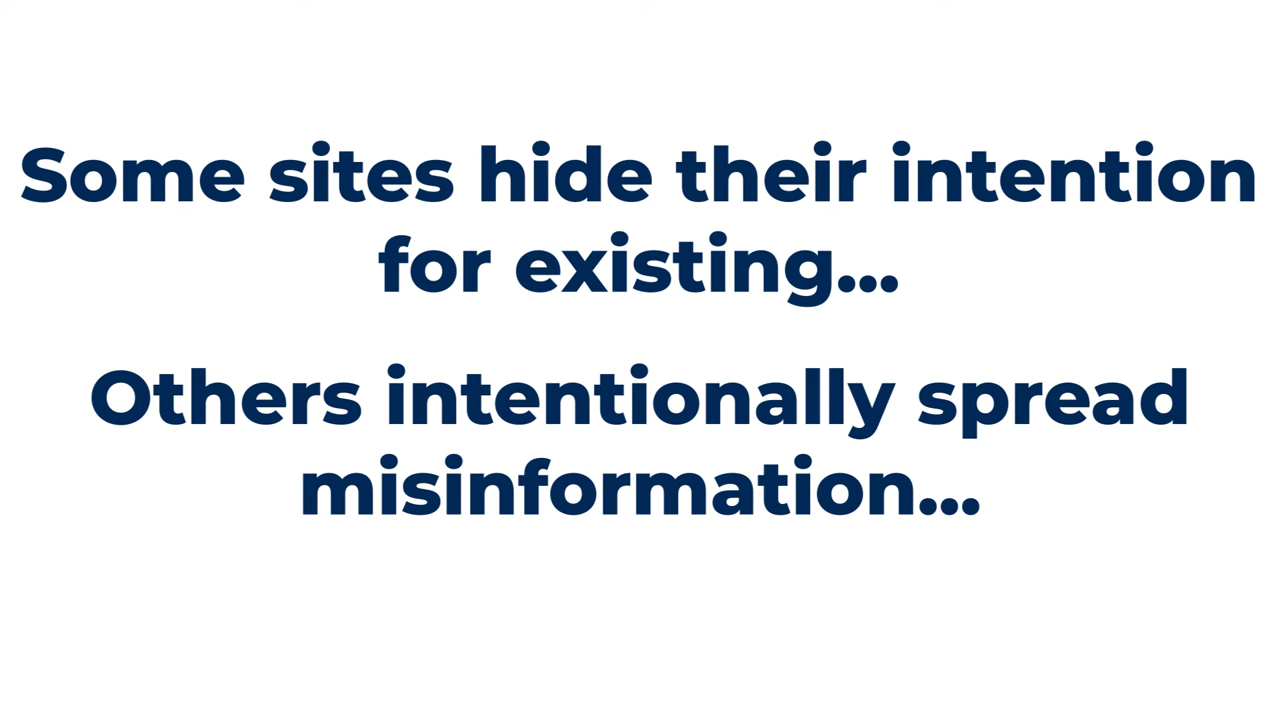 Some sites hide their intention
for existing...
Others intentionally spread
misinformation...